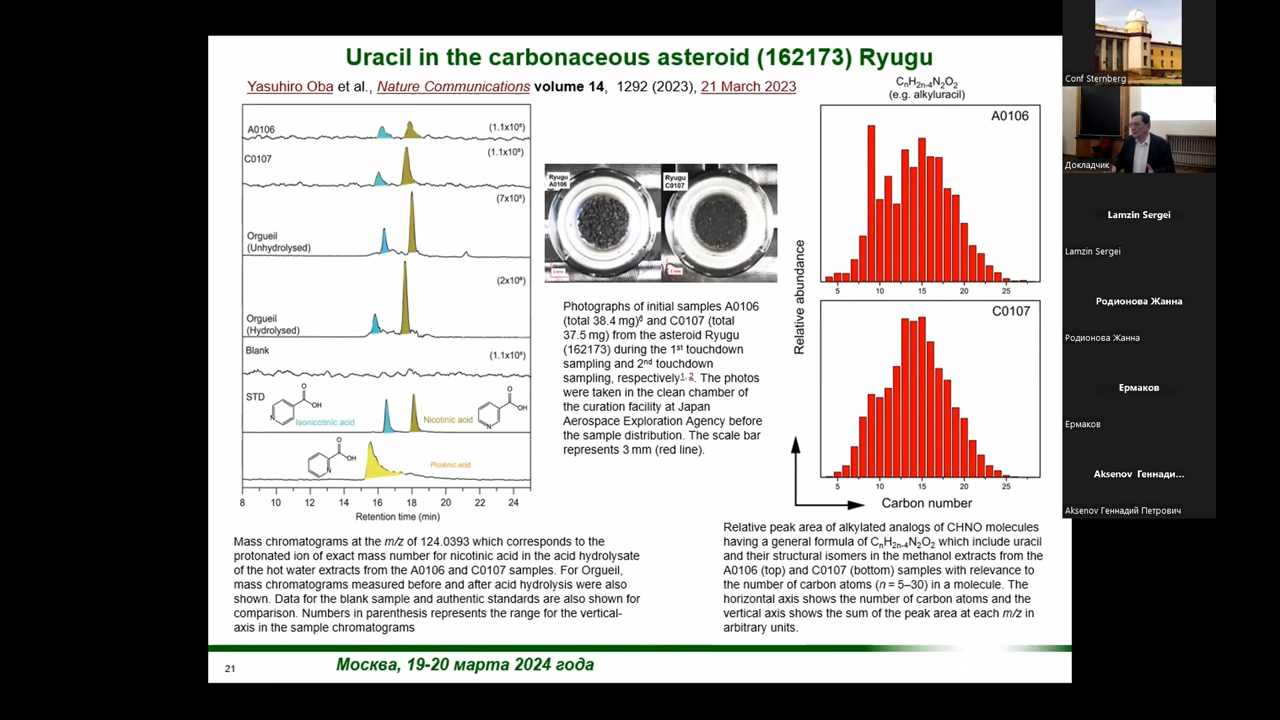 Uracil in the carbonaceous asteroid (162173) Ryugu
Yasuhiro Oba et al., Nature Communications volume 14, 1292 (2023), 21 March 2023
A0106
(1.1x10⁵)
C0107
(1.1x10⁵)
(7x10⁵)
Orgueil
(Unhydrolysed)
(2x10⁶)
Orgueil
(Hydrolysed)
Blank
(1.1x10⁵)
STD
N
O
OH
Isonicotinic acid
Nicotinic acid
O
OH
N
O
OH
N
Picolinic acid
8 10 12 14 16 18 20 22 24
Retention time (min)
Mass chromatograms at the m/z of 124.0393 which corresponds to the
protonated ion of exact mass number for nicotinic acid in the acid hydrolysate
of the hot water extracts from the A0106 and C0107 samples. For Orgueil,
mass chromatograms measured before and after acid hydrolysis were also
shown. Data for the blank sample and authentic standards are also shown for
comparison. Numbers in parenthesis represents the range for the vertical-
axis in the sample chromatograms
Ryugu
A0106
Ryugu
C0107
3 mm
3 mm
Photographs of initial samples A0106
(total 38.4 mg)⁶ and C0107 (total
37.5 mg) from the asteroid Ryugu
(162173) during the 1st touchdown
sampling and 2nd touchdown
sampling, respectively1, 2. The photos
were taken in the clean chamber of
the curation facility at Japan
Aerospace Exploration Agency before
the sample distribution. The scale bar
represents 3 mm (red line).
CₙH₂ₙ₋₄N₂O₂
(e.g. alkyluracil)
A0106
5 10 15 20 25
C0107
5 10 15 20 25
Relative abundance
Carbon number
Relative peak area of alkylated analogs of CHNO molecules
having a general formula of CₙH₂ₙ₋₄N₂O₂ which include uracil
and their structural isomers in the methanol extracts from the
A0106 (top) and C0107 (bottom) samples with relevance to
the number of carbon atoms (n = 5–30) in a molecule. The
horizontal axis shows the number of carbon atoms and the
vertical axis shows the sum of the peak area at each m/z in
arbitrary units.
21
Москва, 19-20 марта 2024 года
Conf Sternberg
Докладчик
Lamzin Sergei
Lamzin Sergei
Родионова Жанна
Родионова Жанна
Ермаков
Ермаков
Aksenov Геннади...
Aksenov Геннадий Петрович